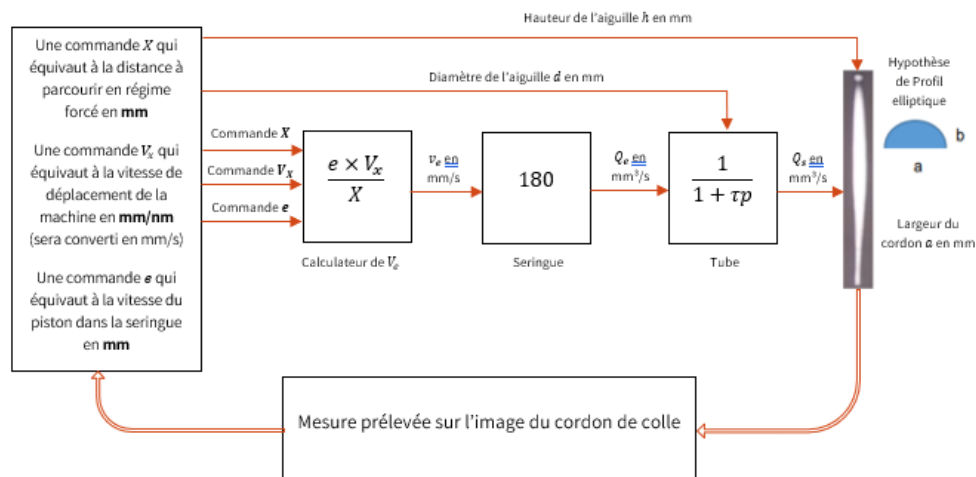 Hauteur de l'aiguille h en mm
Une commande X qui
équivaut à la distance à
parcourir en régime
forcé en mm
Une commande Vₓ qui
équivaut à la vitesse de
déplacement de la
machine en mm/nm
(sera converti en mm/s)
Une commande e qui
équivaut à la vitesse du
piston dans la seringue
en mm
Diamètre de l'aiguille d en mm
Commande X
Commande Vₓ
Commande e
e × Vₓ
X
Calculateur de Vₑ
vₑ en
mm/s
180
Seringue
Qₑ en
mm³/s
1
1 + τp
Tube
Qₛ en
mm³/s
Hypothèse
de Profil
elliptique
b
a
Largeur du
cordon a en mm
Mesure prélevée sur l'image du cordon de colle